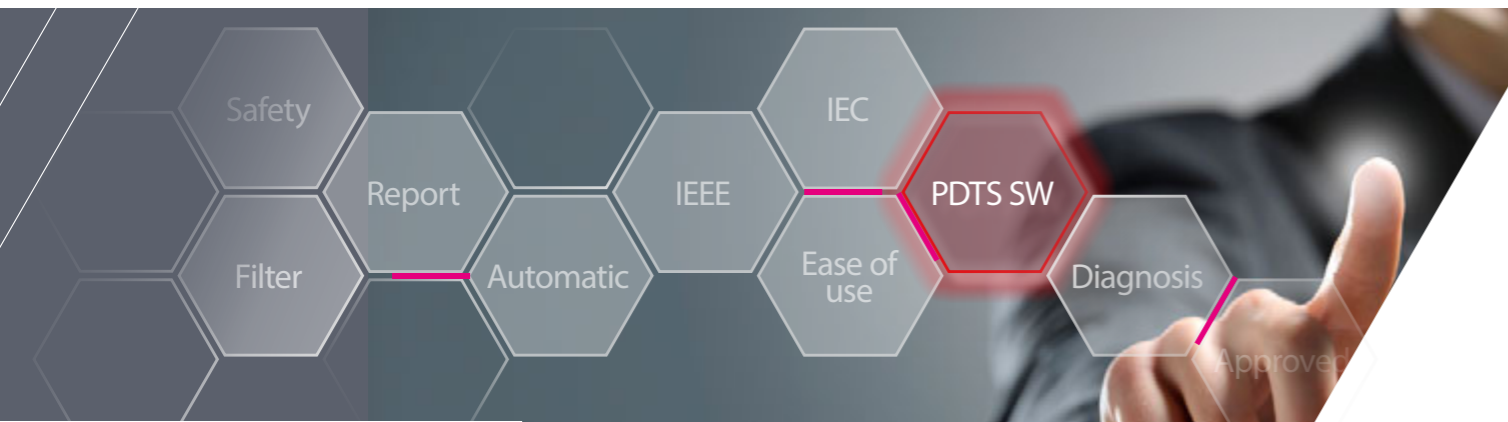 Safety
IEC
Report
IEEE
PDTS SW
Filter
Automatic
Ease of
use
Diagnosis
Approved